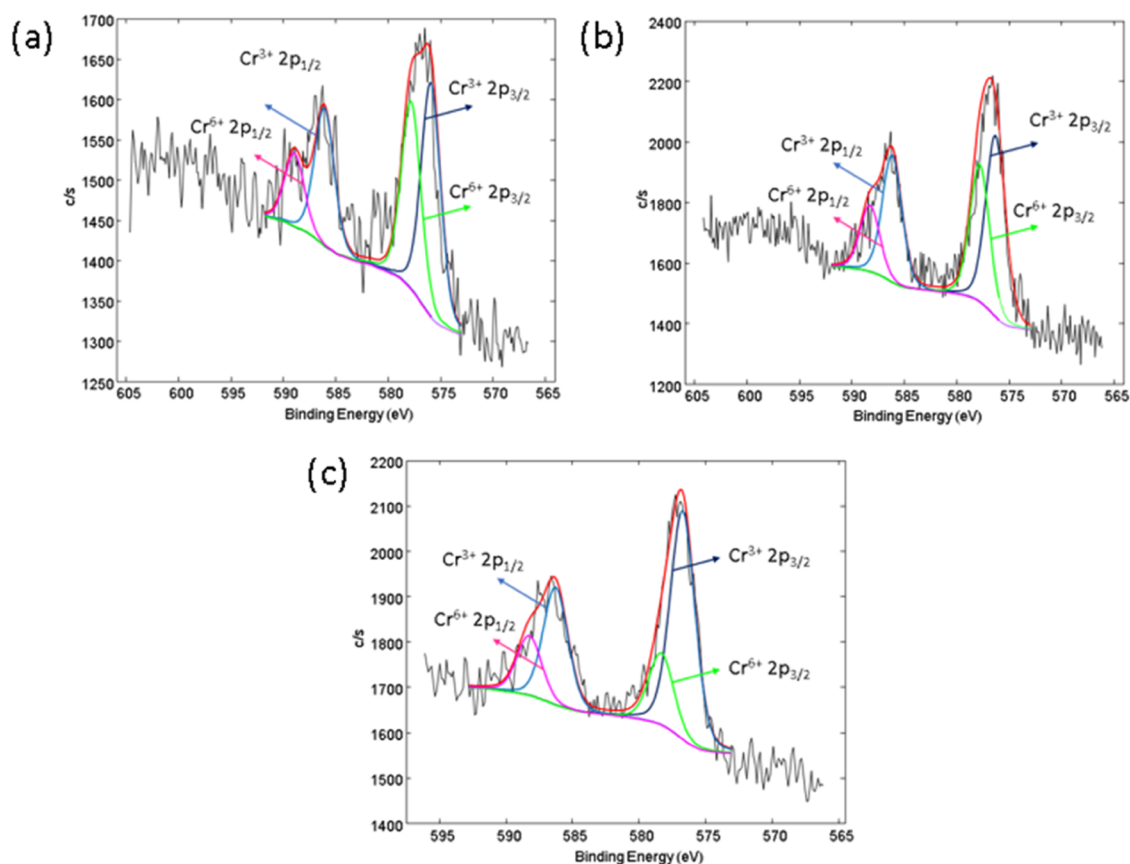 (a)
1700
1650
1600
1550
1500
1450
1400
1350
1300
1250
c/s
Cr³⁺ 2p₁/₂
Cr⁶⁺ 2p₁/₂
Cr³⁺ 2p₃/₂
Cr⁶⁺ 2p₃/₂
605 600 595 590 585 580 575 570 565
Binding Energy (eV)
(b)
2400
2200
2000
1800
1600
1400
1200
c/s
Cr³⁺ 2p₁/₂
Cr⁶⁺ 2p₁/₂
Cr³⁺ 2p₃/₂
Cr⁶⁺ 2p₃/₂
605 600 595 590 585 580 575 570 565
Binding Energy (eV)
(c)
2200
2100
2000
1900
1800
1700
1600
1500
1400
c/s
Cr³⁺ 2p₁/₂
Cr⁶⁺ 2p₁/₂
Cr³⁺ 2p₃/₂
Cr⁶⁺ 2p₃/₂
595 590 585 580 575 570 565
Binding Energy (eV)